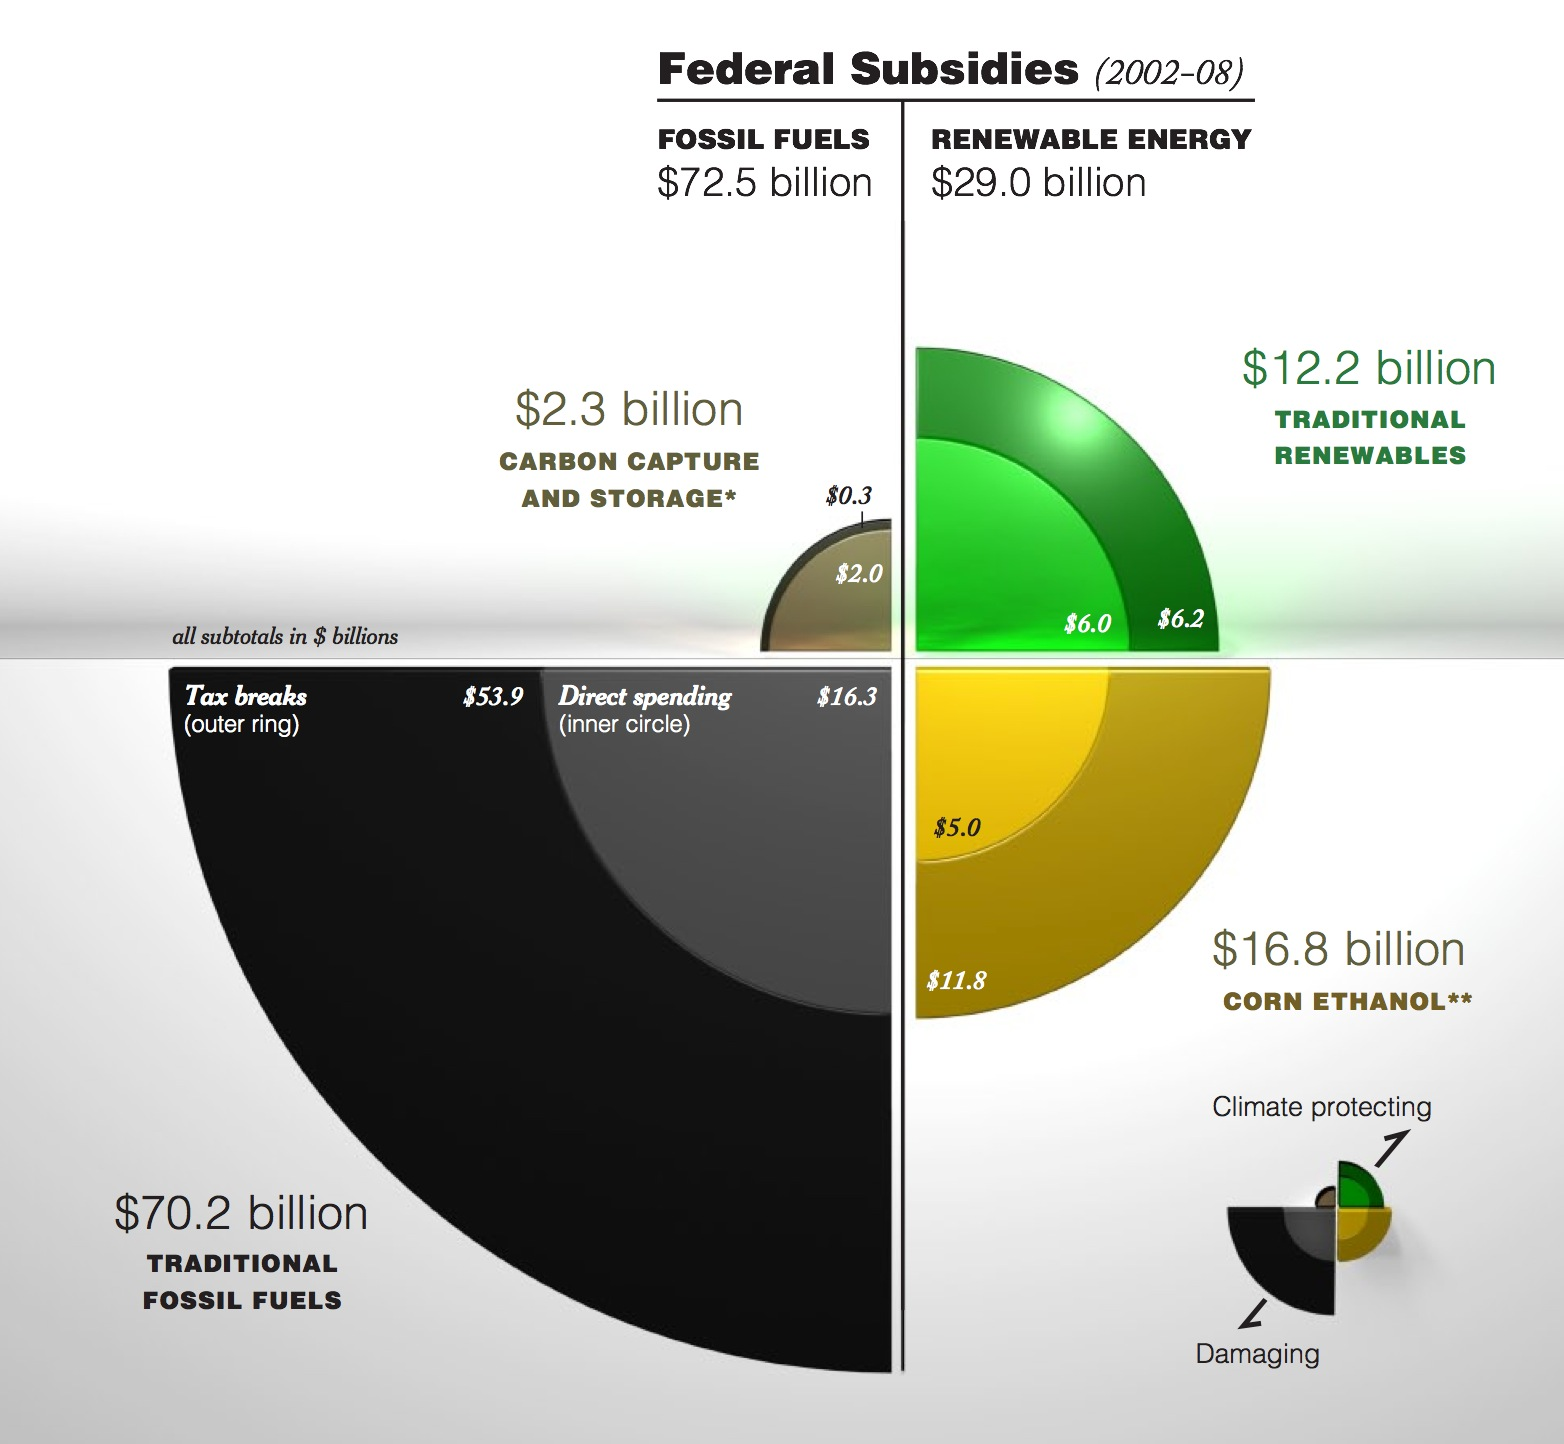 Federal Subsidies (2002–08)
FOSSIL FUELS
$72.5 billion
RENEWABLE ENERGY
$29.0 billion
$2.3 billion
CARBON CAPTURE
AND STORAGE*
$0.3
$2.0
$12.2 billion
TRADITIONAL
RENEWABLES
$6.0
$6.2
all subtotals in $ billions
Tax breaks
(outer ring)
$53.9
Direct spending
(inner circle)
$16.3
$5.0
$11.8
$16.8 billion
CORN ETHANOL**
$70.2 billion
TRADITIONAL
FOSSIL FUELS
Climate protecting
Damaging